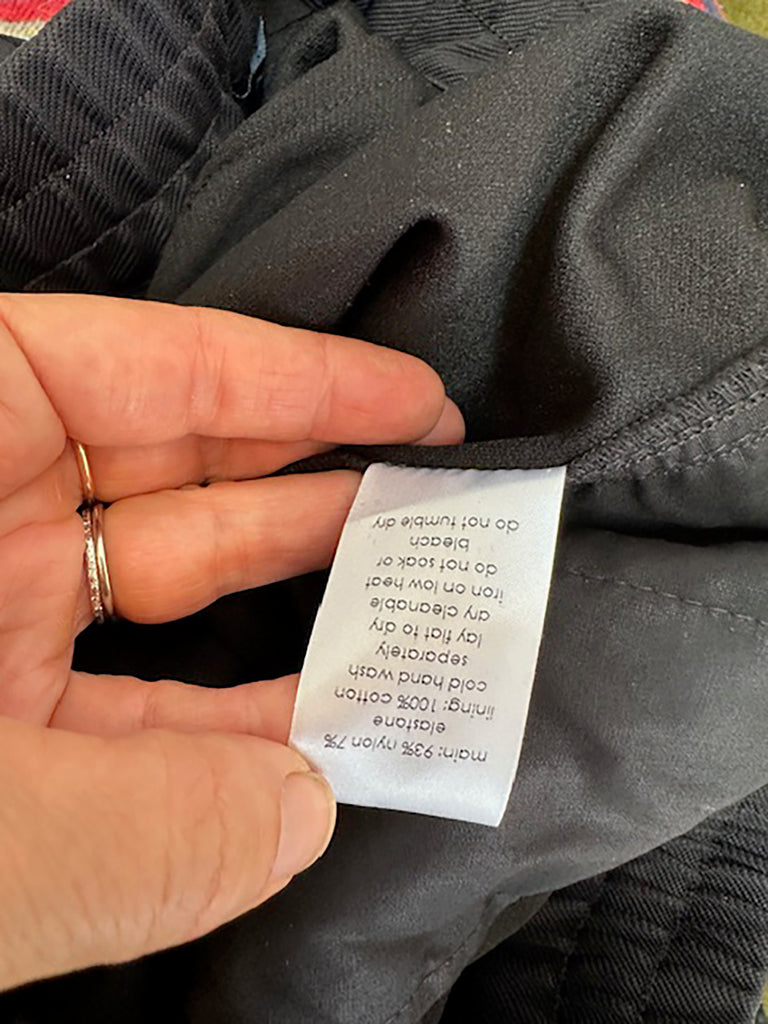 main: 93% nylon 7%
elastane
lining: 100% cotton
cold hand wash
separately
lay flat to dry
dry cleanable
iron on low heat
do not soak or
bleach
do not tumble dry